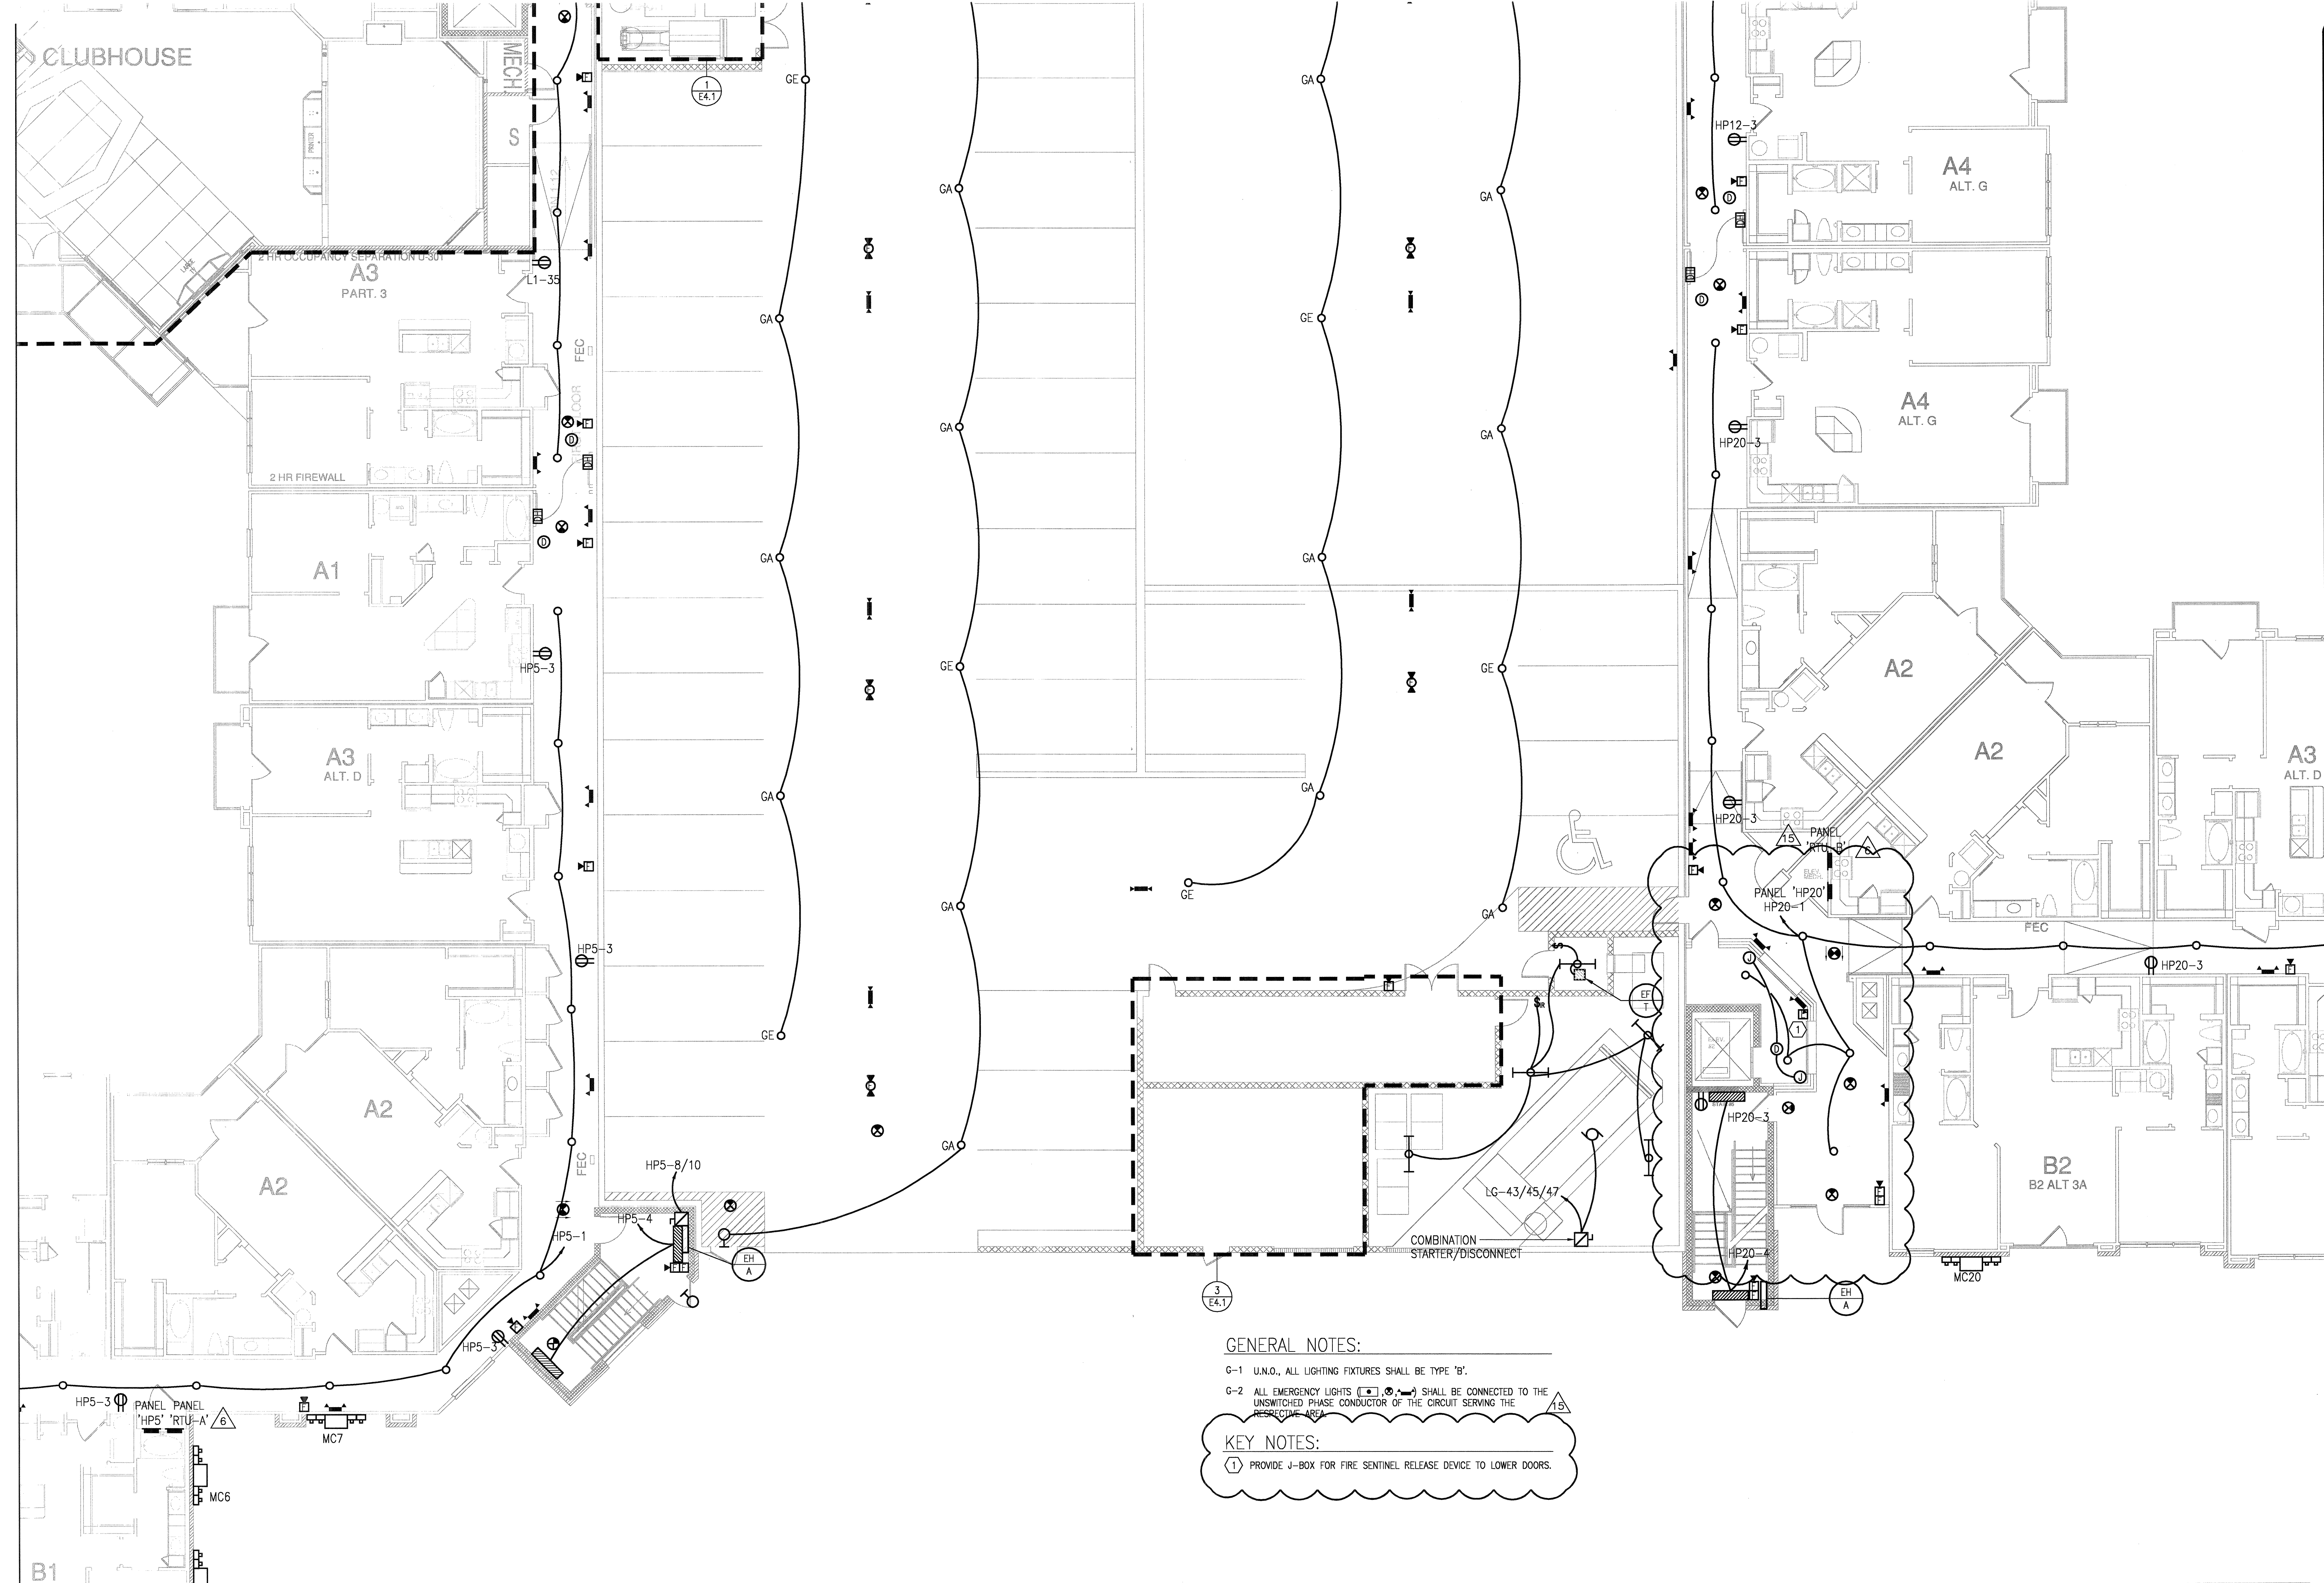 CLUBHOUSE
MECH
S
PRINTER
LARGE
TV
1
E4.1
GE
GA
GA
GA
HP12-3
A4
ALT. G
D
2 HR OCCUPANCY SEPARATION U-301
A3
PART. 3
L1-35
FEC
GA
GE
D
F
A4
ALT. G
HP20-3
GA
GA
2 HR FIREWALL
D
A1
D
GA
GA
HP5-3
GE
GE
A2
A2
A3
ALT. D
A3
ALT. D
GA
GA
HP20-3
15
PANEL
'RTU-B'
6
ELEV.
MECH.
PANEL 'HP20'
HP20-1
GE
GA
GA
FEC
HP5-3
$
J
HP20-3
EF
T
$R
1
GE
ELEV.
#2
D
J
A2
A2
FEC
GA
HP20-3
HP5-8/10
B2
B2 ALT 3A
LG-43/45/47
HP5-4
HP5-1
COMBINATION
STARTER/DISCONNECT
EH
A
HP20-4
MC20
3
E4.1
EH
A
HP5-3
GENERAL NOTES:
G-1 U.N.O., ALL LIGHTING FIXTURES SHALL BE TYPE 'B'.
G-2 ALL EMERGENCY LIGHTS ( , , ) SHALL BE CONNECTED TO THE
UNSWITCHED PHASE CONDUCTOR OF THE CIRCUIT SERVING THE
RESPECTIVE AREA.
15
KEY NOTES:
1 PROVIDE J-BOX FOR FIRE SENTINEL RELEASE DEVICE TO LOWER DOORS.
HP5-3
PANEL PANEL
'HP5' 'RTU-A'
6
MC7
MC6
B1